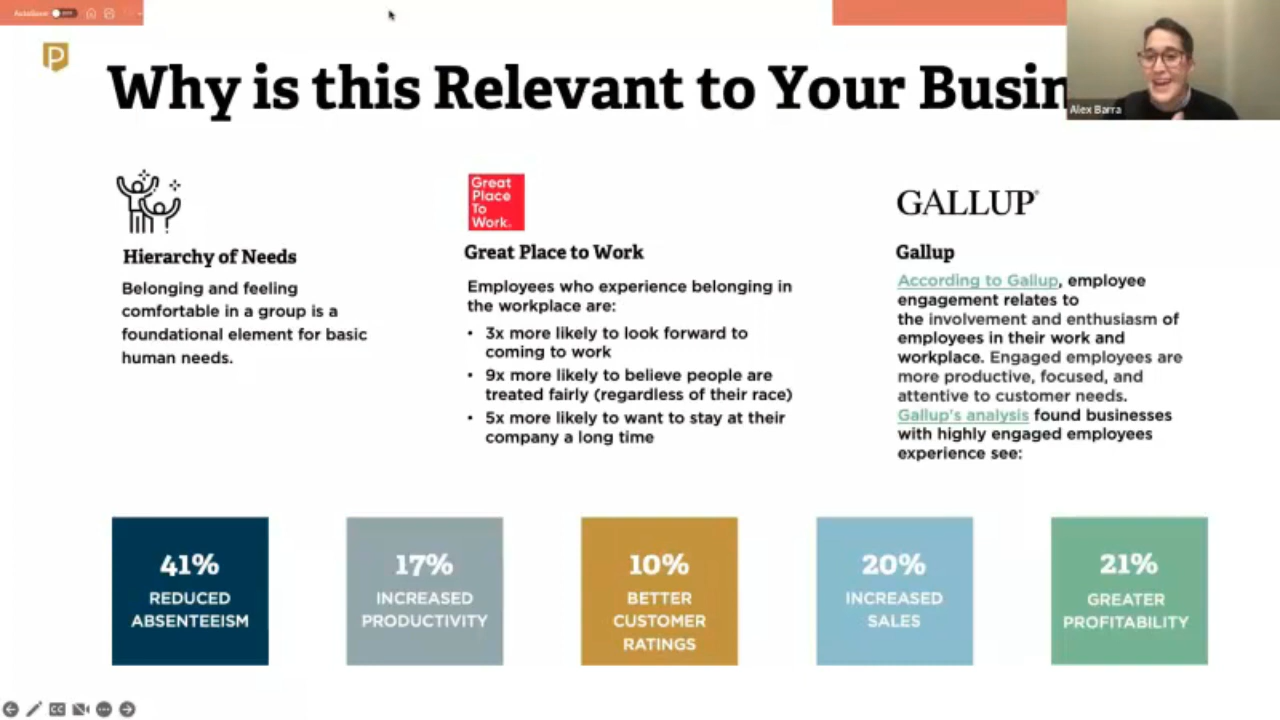 AutoSave OFF
P
Why is this Relevant to Your Busin
Alex Barra
Hierarchy of Needs
Belonging and feeling
comfortable in a group is a
foundational element for basic
human needs.
Great
Place
To
Work.
Great Place to Work
Employees who experience belonging in
the workplace are:
• 3x more likely to look forward to
coming to work
• 9x more likely to believe people are
treated fairly (regardless of their race)
• 5x more likely to want to stay at their
company a long time
GALLUP®
Gallup
According to Gallup, employee
engagement relates to
the involvement and enthusiasm of
employees in their work and
workplace. Engaged employees are
more productive, focused, and
attentive to customer needs.
Gallup's analysis found businesses
with highly engaged employees
experience see:
41%
REDUCED
ABSENTEEISM
17%
INCREASED
PRODUCTIVITY
10%
BETTER
CUSTOMER
RATINGS
20%
INCREASED
SALES
21%
GREATER
PROFITABILITY
CC